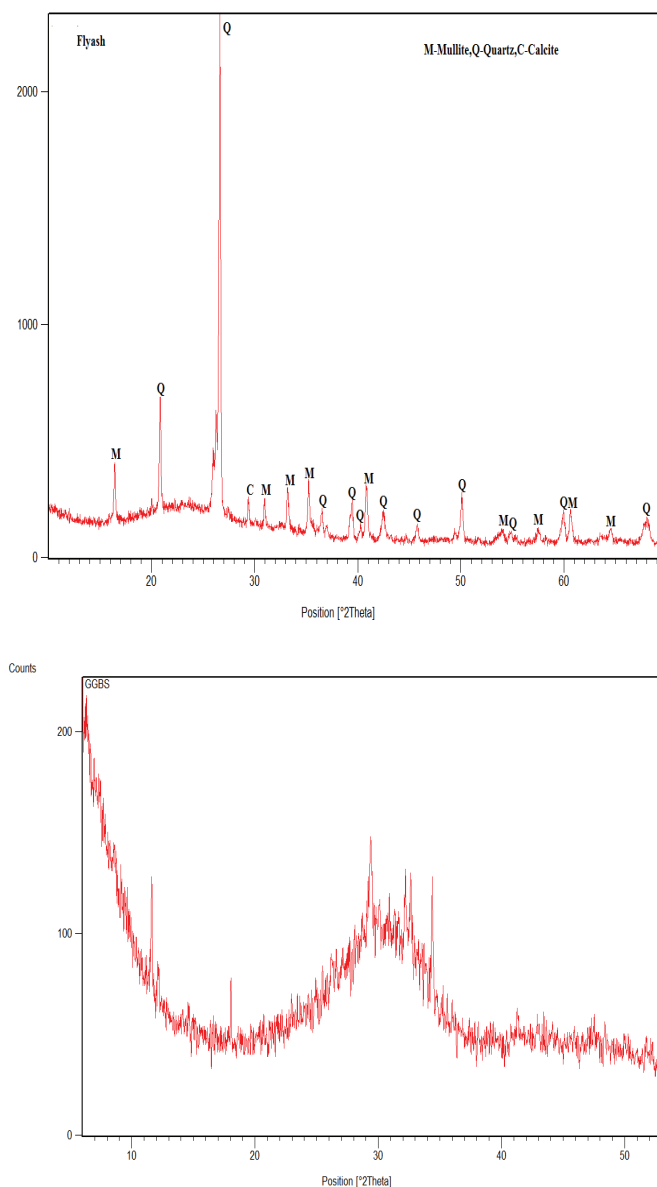 Q
Flyash
M-Mullite,Q-Quartz,C-Calcite
2000
1000
Q
M
C
M
M
M
Q
Q
Q
M
Q
Q
Q
M
Q
M
Q
M
M
Q
0
20
30
40
50
60
Position [°2Theta]
Counts
GGBS
200
100
0
10
20
30
40
50
Position [°2Theta]